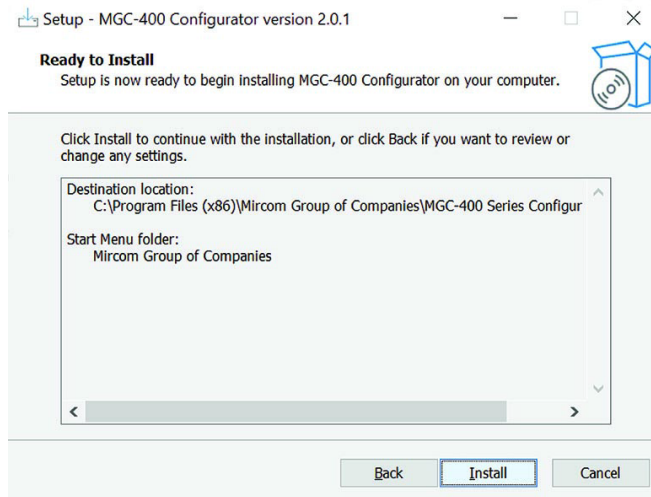 Setup - MGC-400 Configurator version 2.0.1
Ready to Install
Setup is now ready to begin installing MGC-400 Configurator on your computer.
Click Install to continue with the installation, or click Back if you want to review or
change any settings.
Destination location:
C:\Program Files (x86)\Mircom Group of Companies\MGC-400 Series Configur
Start Menu folder:
Mircom Group of Companies
Back
Install
Cancel